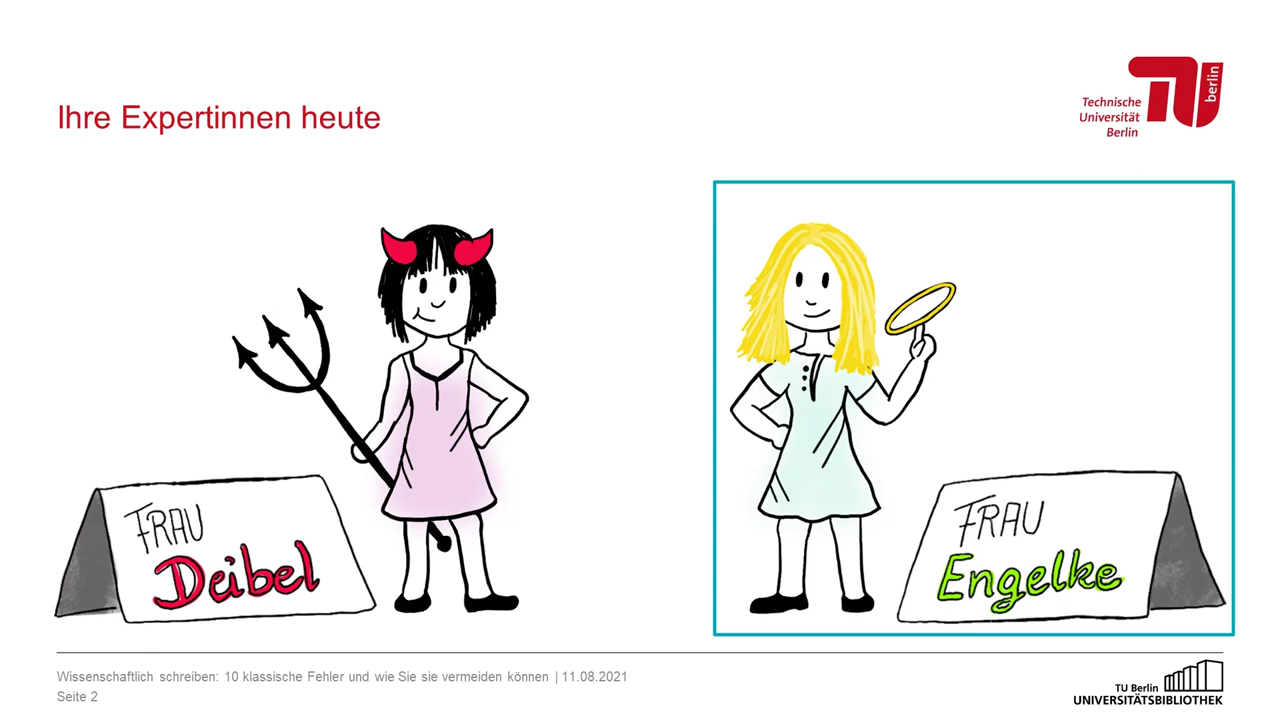 Ihre Expertinnen heute
Technische
Universität
Berlin
berlin
FRAU
Deibel
FRAU
Engelke
Wissenschaftlich schreiben: 10 klassische Fehler und wie Sie sie vermeiden können | 11.08.2021
Seite 2
TU Berlin
UNIVERSITÄTSBIBLIOTHEK